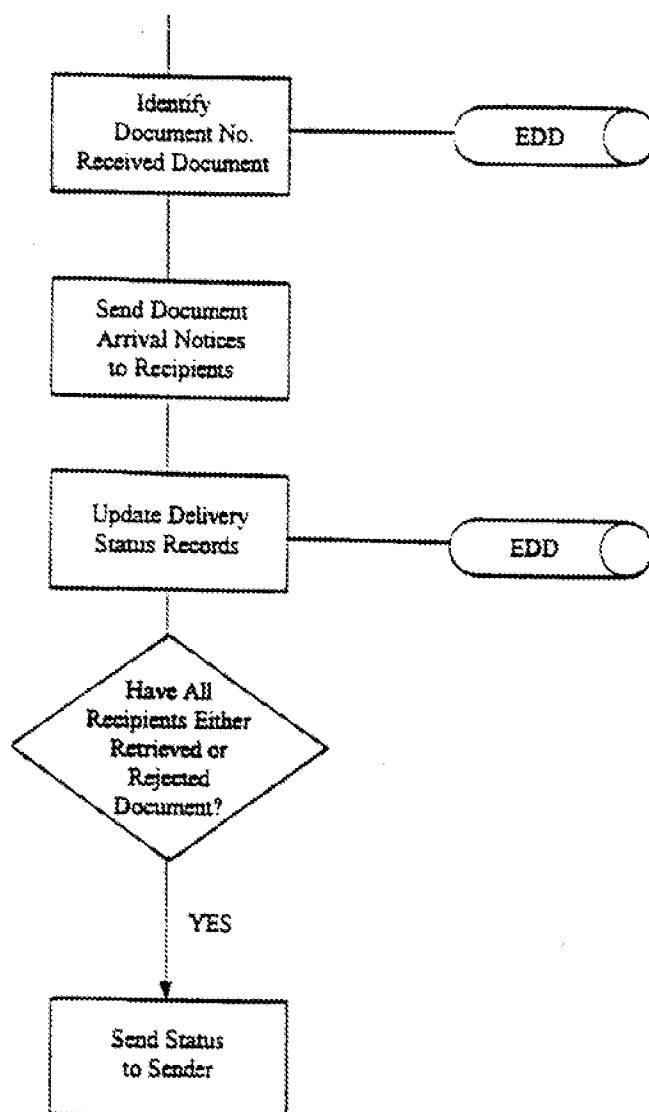 Identify
Document No.
Received Document
EDD
Send Document
Arrival Notices
to Recipients
Update Delivery
Status Records
EDD
Have All
Recipients Either
Retrieved or
Rejected
Document?
YES
Send Status
to Sender